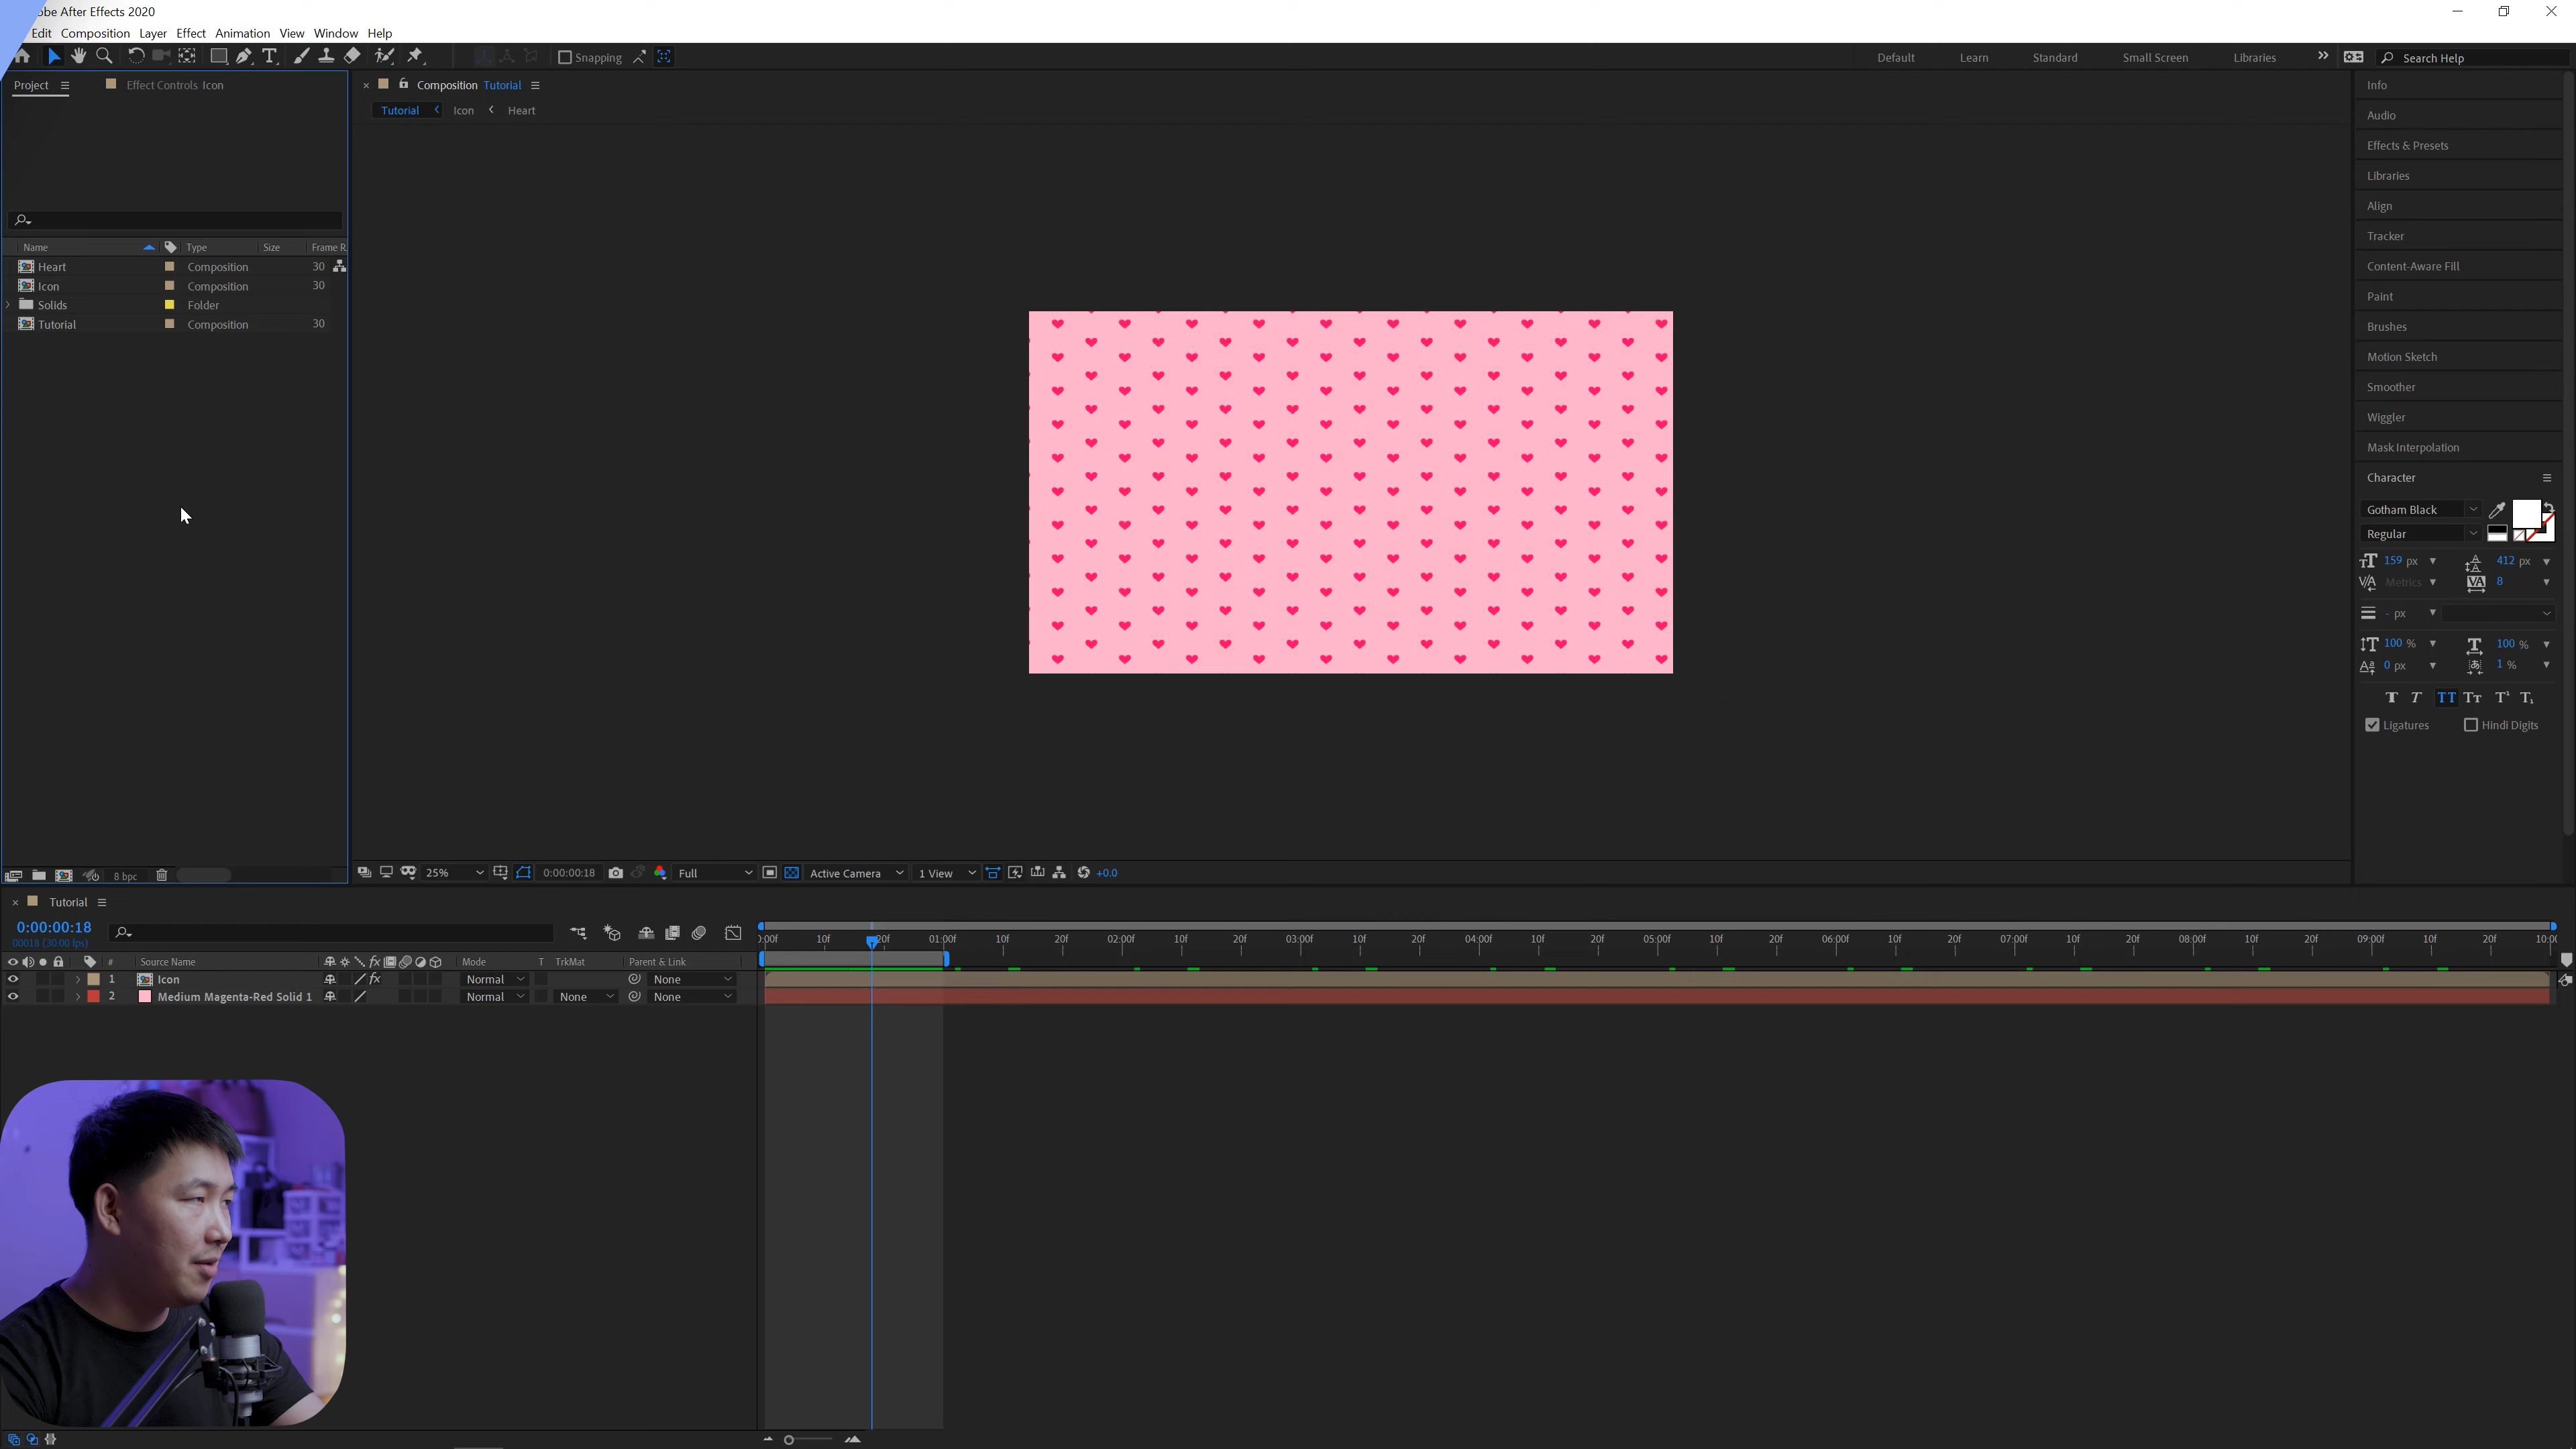 obe After Effects 2020
Edit Composition Layer Effect Animation View Window Help
Snapping Default Learn Standard Small Screen Libraries Search Help
Project Effect Controls Icon
Composition Tutorial
Tutorial Icon Heart
Name Type Size Frame R
Heart Composition 30
Icon Composition 30
Solids Folder
Tutorial Composition 30
8 bpc
25% 0:00:00:18 Full Active Camera 1 View +0.0
Info
Audio
Effects & Presets
Libraries
Align
Tracker
Content-Aware Fill
Paint
Brushes
Motion Sketch
Smoother
Wiggler
Mask Interpolation
Character
Gotham Black
Regular
159 px 412 px
Metrics 8
- px
100 % 100 %
0 px 1 %
Ligatures Hindi Digits
Tutorial
0:00:00:18
00018 (30.00 fps)
# Source Name Mode T TrkMat Parent & Link
1 Icon Normal None
2 Medium Magenta-Red Solid 1 Normal None None
):00f 10f 20f 01:00f 10f 20f 02:00f 10f 20f 03:00f 10f 20f 04:00f 10f 20f 05:00f 10f 20f 06:00f 10f 20f 07:00f 10f 20f 08:00f 10f 20f 09:00f 10f 20f 10:0(